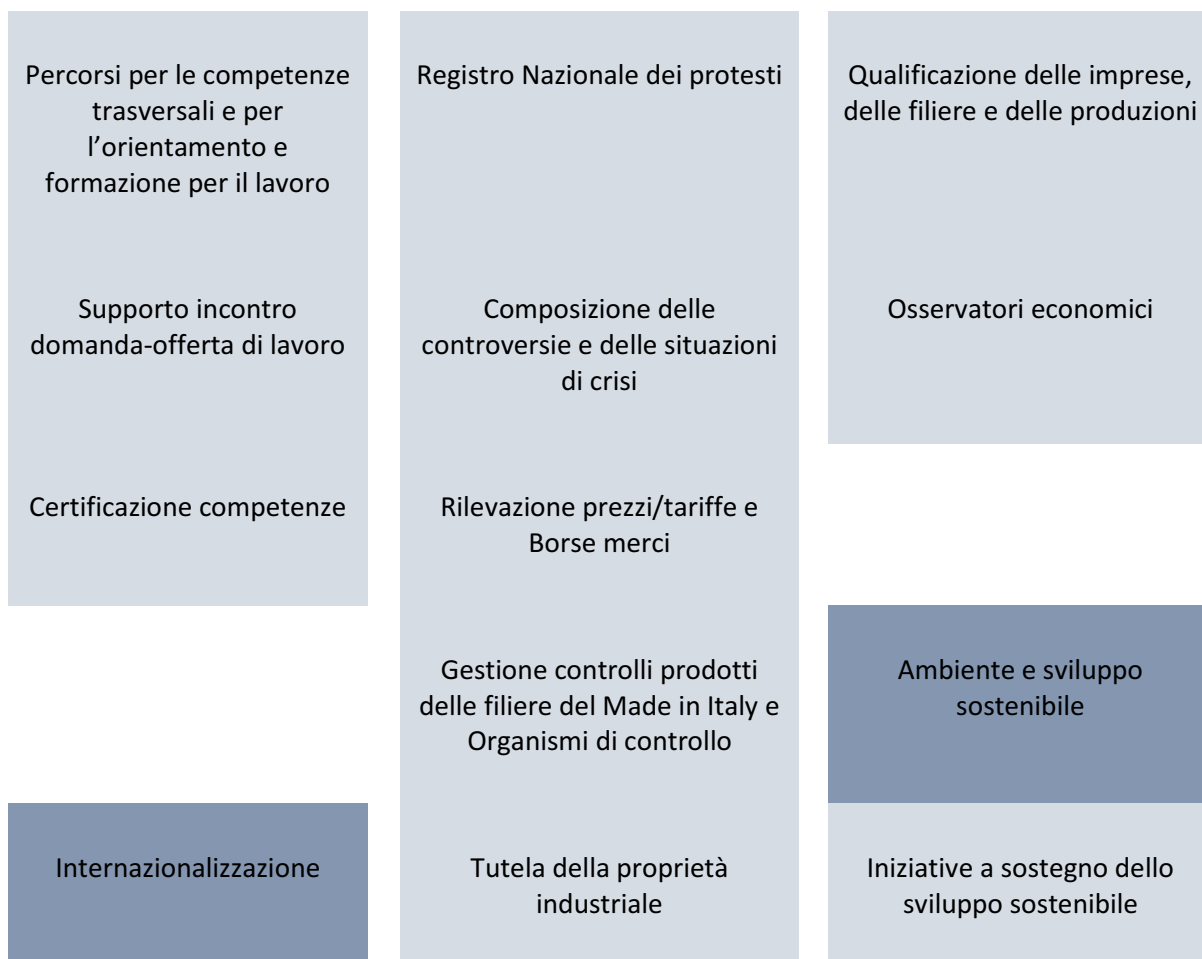 Percorsi per le competenze
trasversali e per
l’orientamento e
formazione per il lavoro
Supporto incontro
domanda-offerta di lavoro
Certificazione competenze
Internazionalizzazione
Registro Nazionale dei protesti
Composizione delle
controversie e delle situazioni
di crisi
Rilevazione prezzi/tariffe e
Borse merci
Gestione controlli prodotti
delle filiere del Made in Italy e
Organismi di controllo
Tutela della proprietà
industriale
Qualificazione delle imprese,
delle filiere e delle produzioni
Osservatori economici
Ambiente e sviluppo
sostenibile
Iniziative a sostegno dello
sviluppo sostenibile